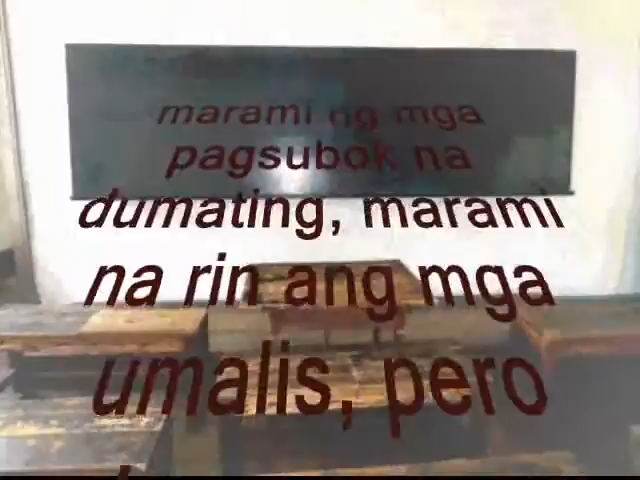 marami ng mga
pagsubok na
dumating, marami
na rin ang mga
umalis, pero